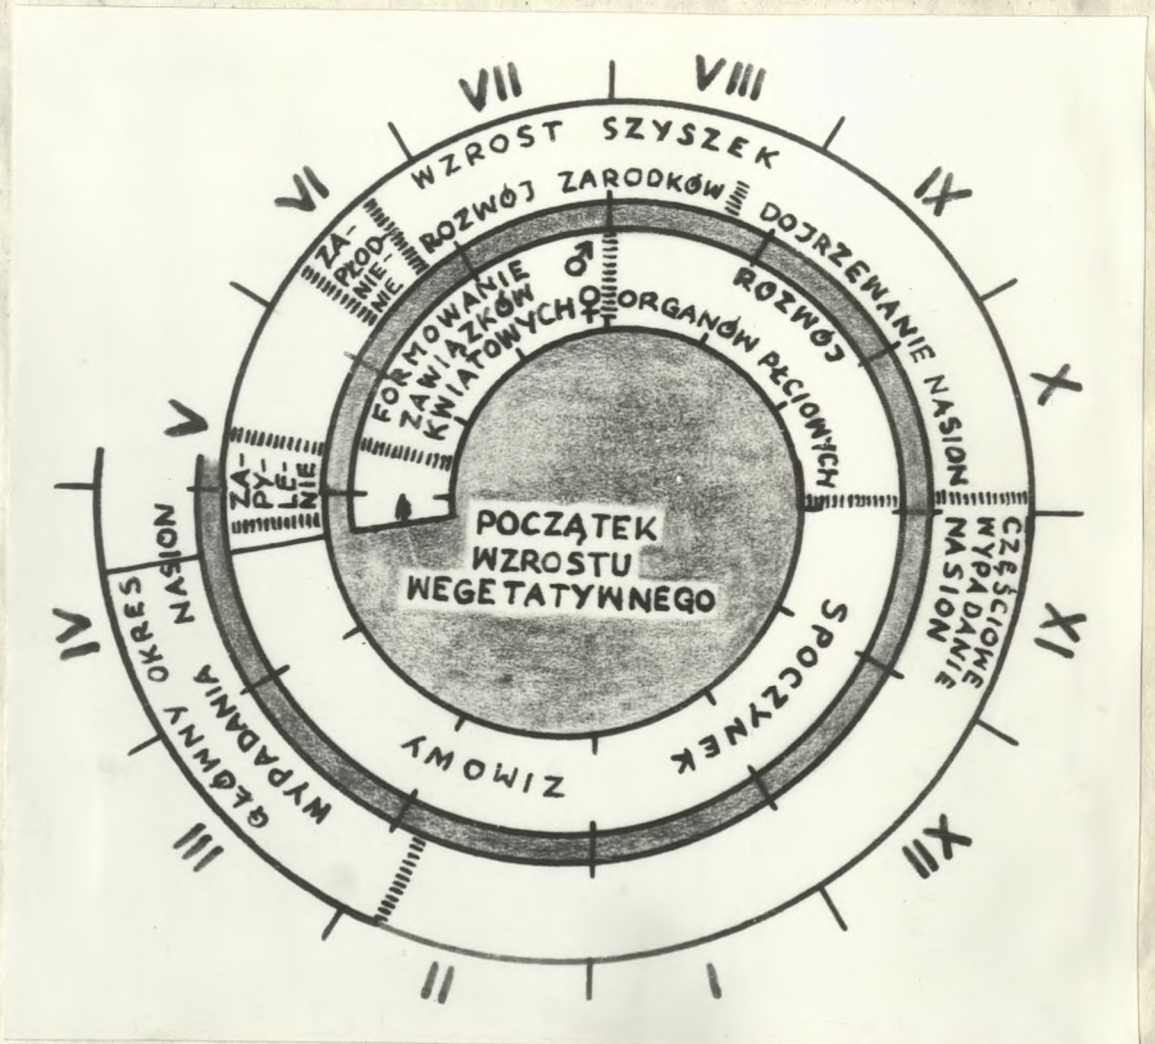 VII
VIII
VI
IX
V
X
IV
XI
III
XII
II
I
WZROST SZYSZEK
ROZWÓJ ZARODKÓW
DOJRZEWANIE NASION
ZA-
PŁOD-
NIE-
NIE
FORMOWANIE
ZAWIĄZKÓW
KWIATOWYCH
♂
♀
ROZWÓJ
ORGANÓW PŁCIOWYCH
ZA-
PY-
LE-
NIE
POCZĄTEK
WZROSTU
WEGETATYWNEGO
CZĘŚCIOWE
WYPADANIE
NASION
SPOCZYNEK
ZIMOWY
GŁÓWNY OKRES
WYPADANIA NASION